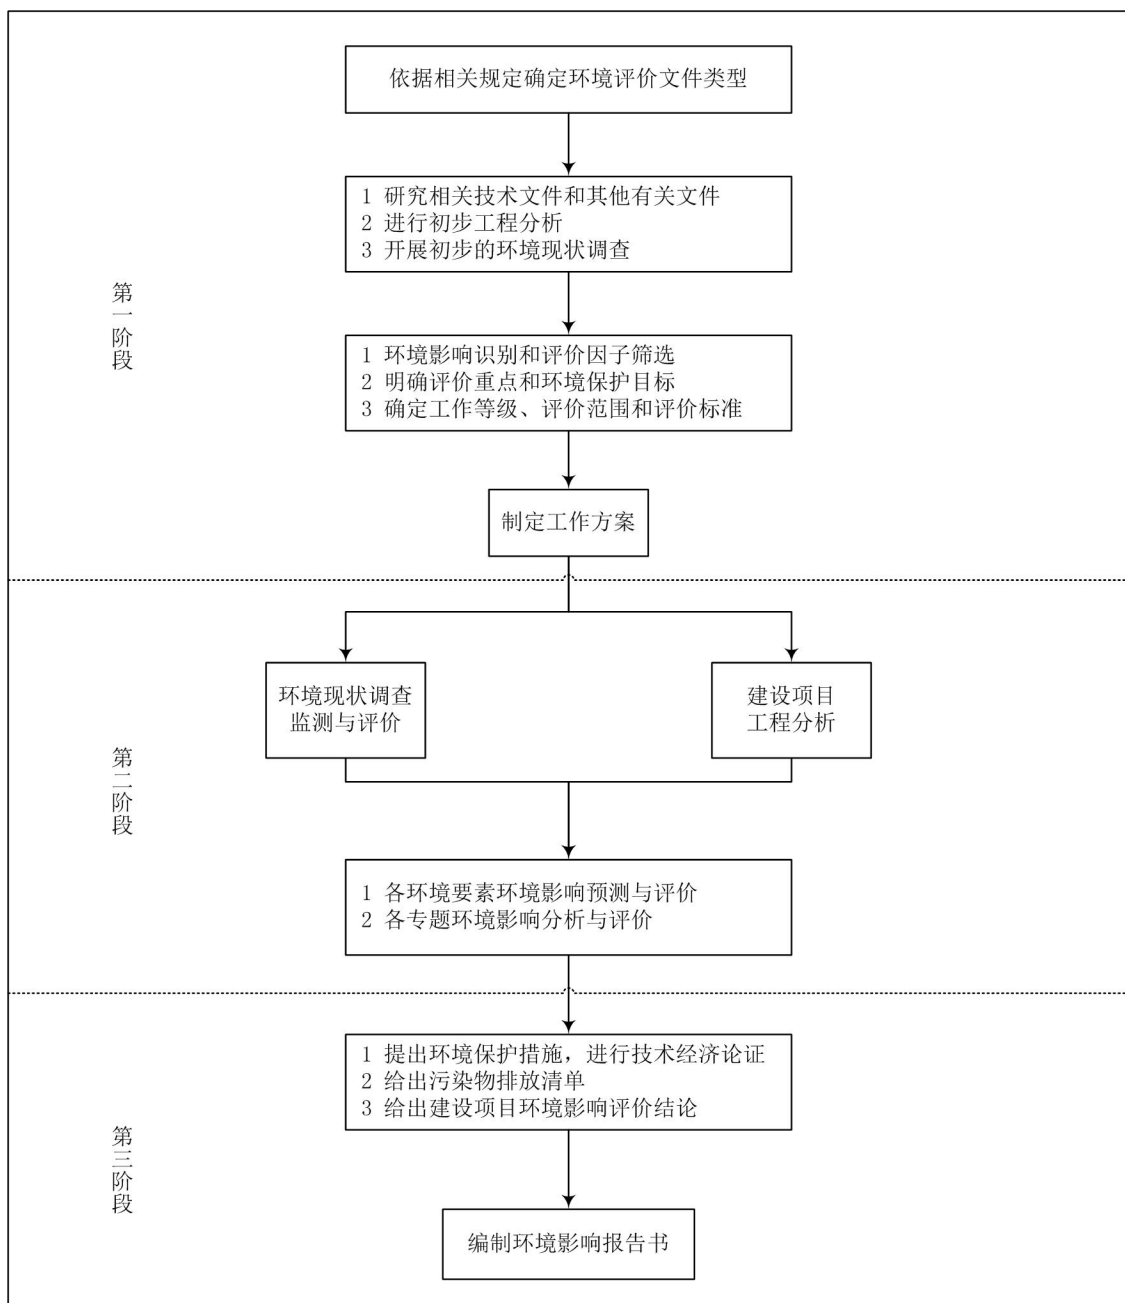 依据相关规定确定环境评价文件类型
1 研究相关技术文件和其他有关文件
2 进行初步工程分析
3 开展初步的环境现状调查
第一阶段
1 环境影响识别和评价因子筛选
2 明确评价重点和环境保护目标
3 确定工作等级、评价范围和评价标准
制定工作方案
环境现状调查
监测与评价
建设项目
工程分析
第二阶段
1 各环境要素环境影响预测与评价
2 各专题环境影响分析与评价
1 提出环境保护措施，进行技术经济论证
2 给出污染物排放清单
3 给出建设项目环境影响评价结论
第三阶段
编制环境影响报告书